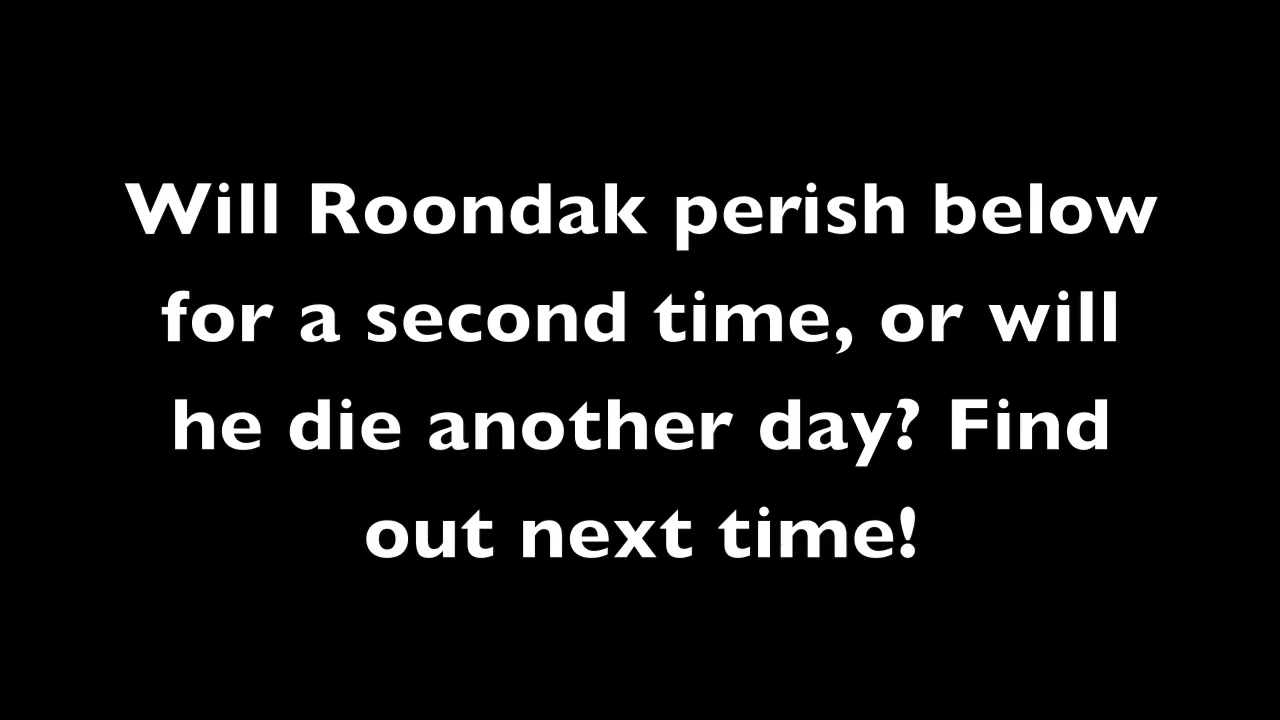 Will Roondak perish below
for a second time, or will
he die another day? Find
out next time!